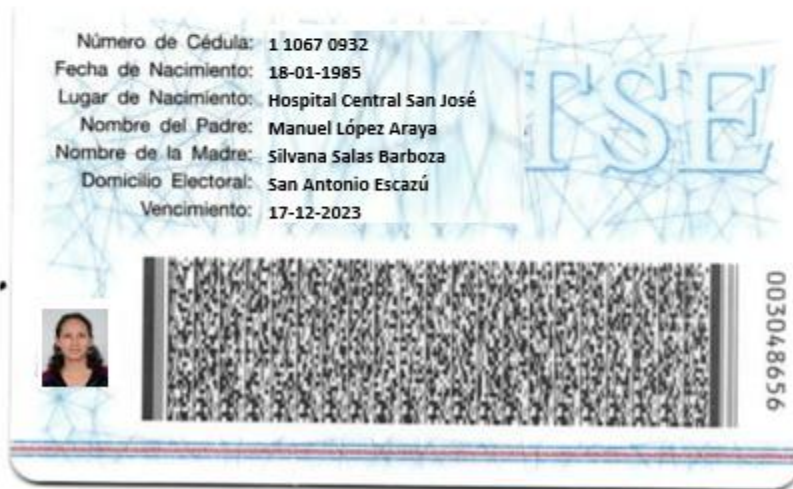 Número de Cédula: 1 1067 0932
Fecha de Nacimiento: 18-01-1985
Lugar de Nacimiento: Hospital Central San José
Nombre del Padre: Manuel López Araya
Nombre de la Madre: Silvana Salas Barboza
Domicilio Electoral: San Antonio Escazú
Vencimiento: 17-12-2023
TSE
003048656